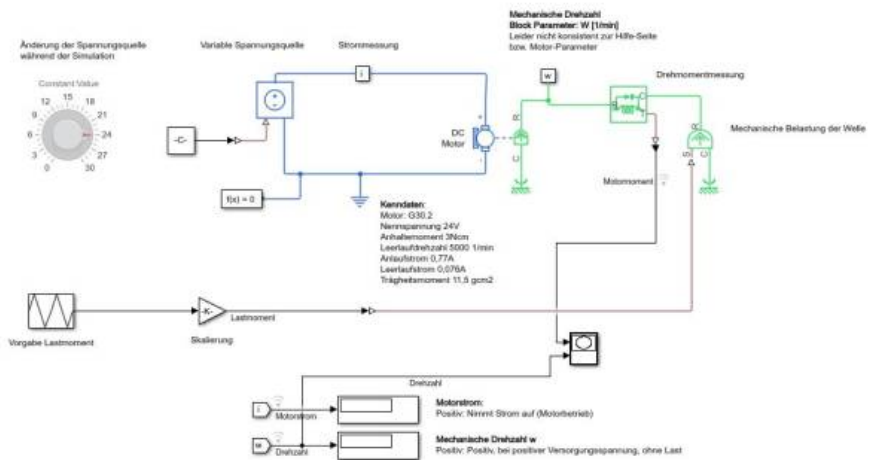 Mechanische Drehzahl
Block Parameter: W [1/min]
Leider nicht konsistent zur Hilfe-Seite
bzw. Motor-Parameter
Änderung der Spannungsquelle
während der Simulation
Variable Spannungsquelle
Strommessung
Constant Value
0 3 6 9 12 15 18 21 24 27 30
i
w
Drehmomentmessung
-C-
DC
Motor
+
-
R
C
R
C
S
Mechanische Belastung der Welle
f(x) = 0
Motormoment
Kenndaten:
Motor: G30.2
Nennspannung 24V
Anhaltemoment 3Ncm
Leerlaufdrehzahl 5000 1/min
Anlaufstrom 0,77A
Leerlaufstrom 0,076A
Trägheitsmoment 11,5 gcm2
-K-
Lastmoment
Vorgabe Lastmoment
Skalierung
Drehzahl
i
Motorstrom
Motorstrom:
Positiv: Nimmt Strom auf (Motorbetrieb)
w
Drehzahl
Mechanische Drehzahl w
Positiv: Positiv, bei positiver Versorgungsspannung, ohne Last